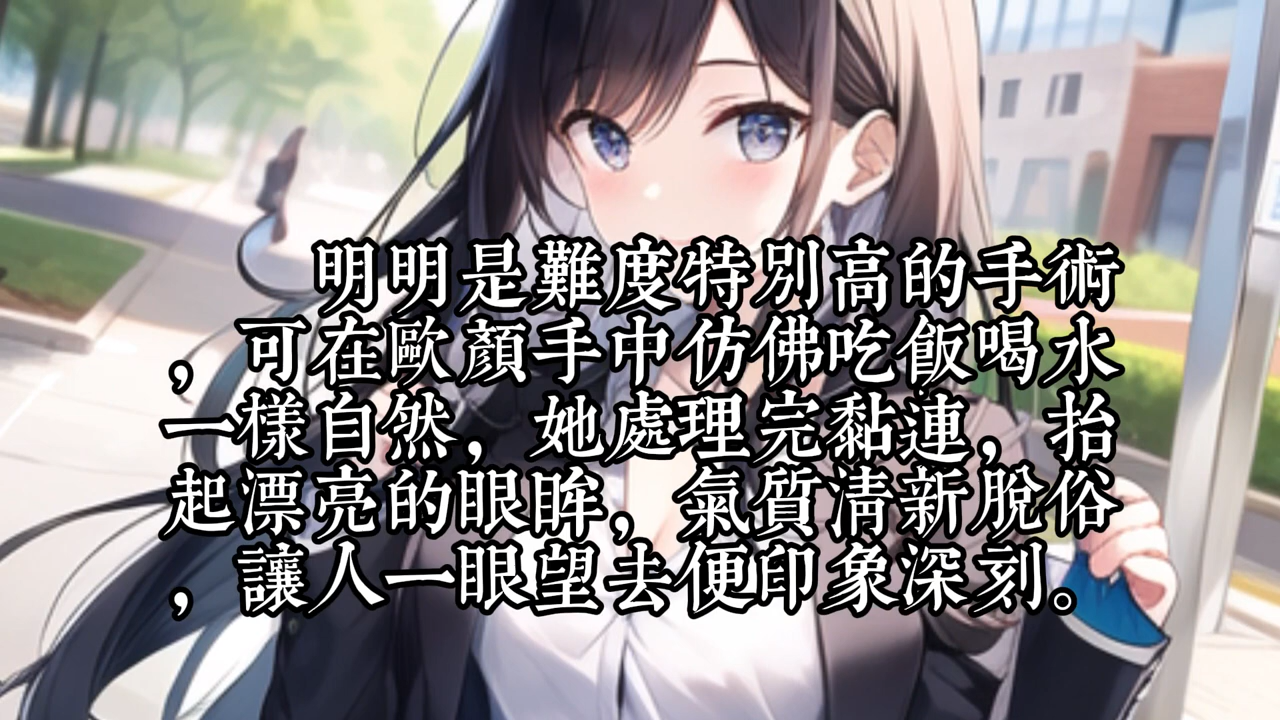 明明是難度特別高的手術
，可在歐顏手中仿佛吃飯喝水
一樣自然，她處理完黏連，抬
起漂亮的眼眸，氣質清新脫俗
，讓人一眼望去便印象深刻。